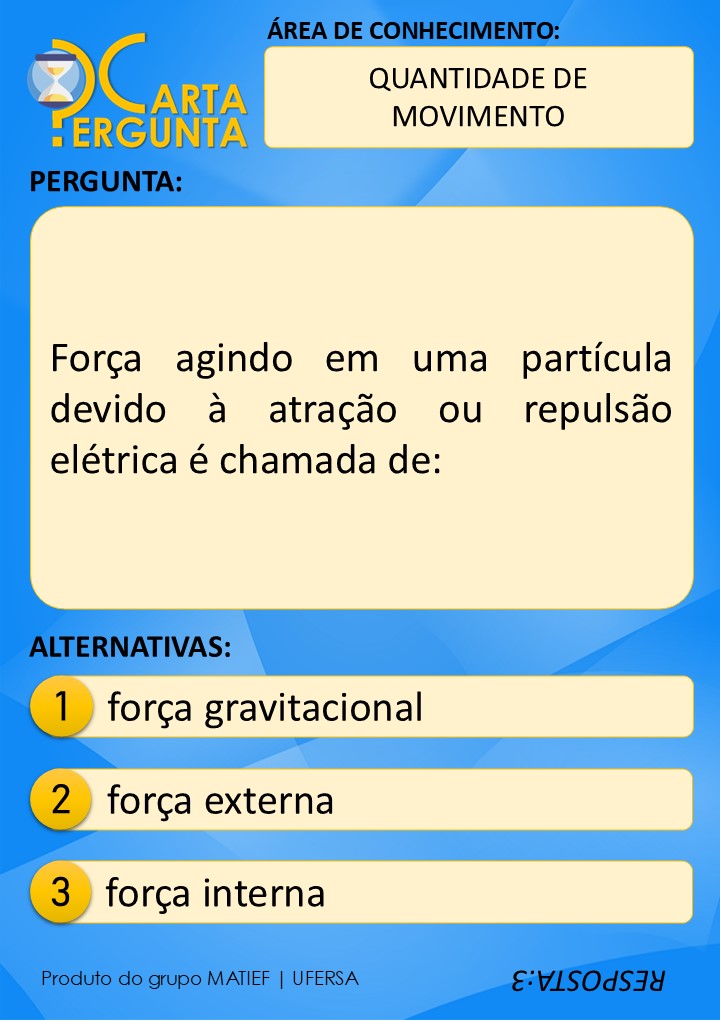 CARTA
PERGUNTA
ÁREA DE CONHECIMENTO:
QUANTIDADE DE
MOVIMENTO
PERGUNTA:
Força agindo em uma partícula
devido à atração ou repulsão
elétrica é chamada de:
ALTERNATIVAS:
1 força gravitacional
2 força externa
3 força interna
Produto do grupo MATIEF | UFERSA
RESPOSTA:3